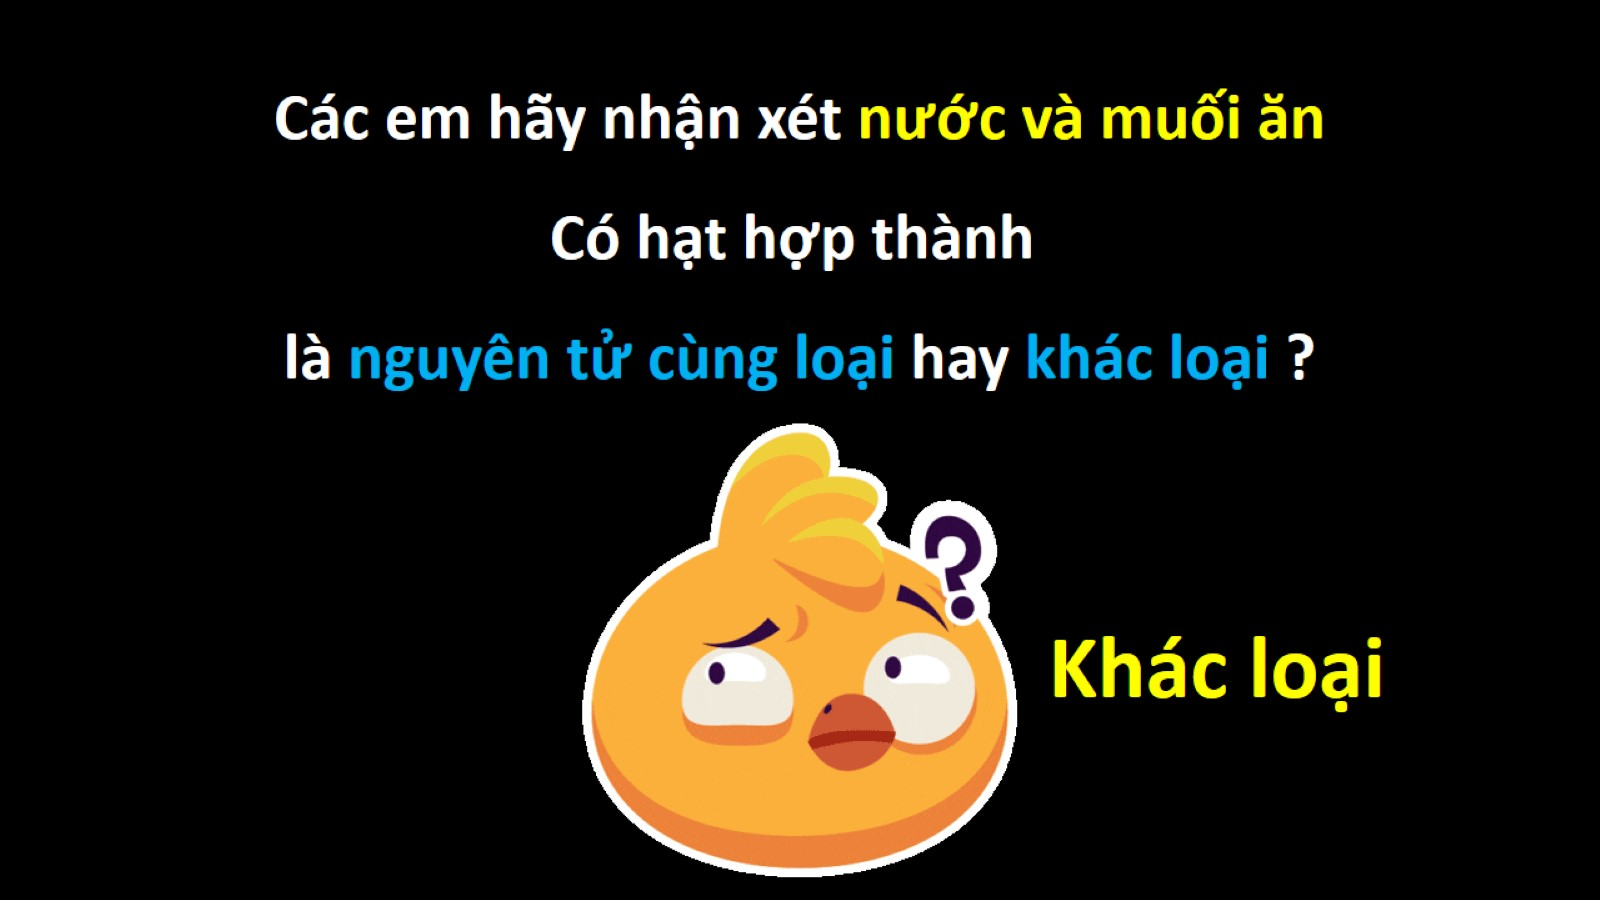 Các em hãy nhận xét nước và muối ăn
Có hạt hợp thành
là nguyên tử cùng loại hay khác loại ?
?
Khác loại